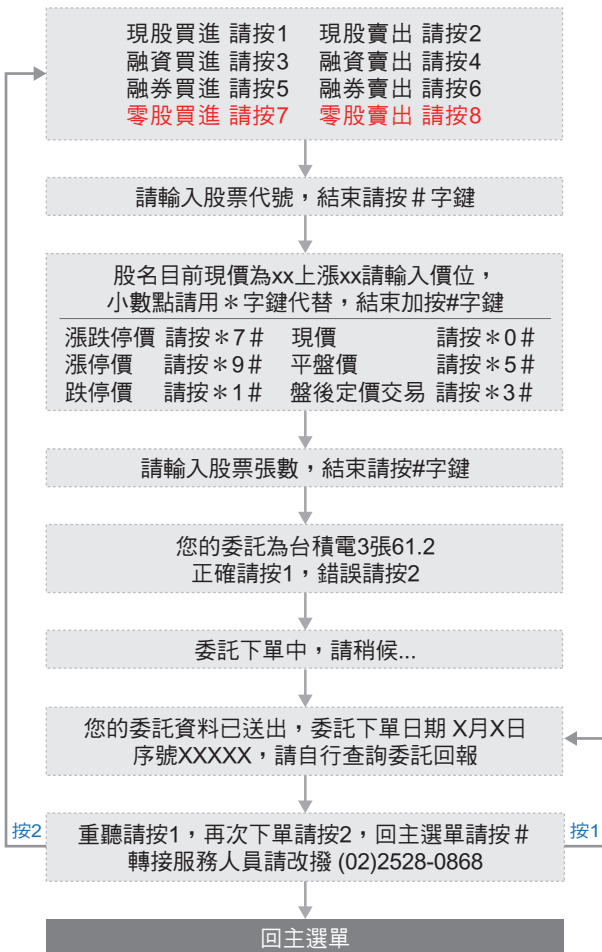 現股買進 請按1 現股賣出 請按2
融資買進 請按3 融資賣出 請按4
融券買進 請按5 融券賣出 請按6
零股買進 請按7 零股賣出 請按8
請輸入股票代號，結束請按＃字鍵
股名目前現價為xx上漲xx請輸入價位，
小數點請用＊字鍵代替，結束加按#字鍵
漲跌停價 請按＊7＃ 現價 請按＊0＃
漲停價 請按＊9＃ 平盤價 請按＊5＃
跌停價 請按＊1＃ 盤後定價交易 請按＊3＃
請輸入股票張數，結束請按#字鍵
您的委託為台積電3張61.2
正確請按1，錯誤請按2
委託下單中，請稍候...
您的委託資料已送出，委託下單日期 X月X日
序號XXXXX，請自行查詢委託回報
按2
重聽請按1，再次下單請按2，回主選單請按＃
轉接服務人員請改撥 (02)2528-0868
按1
回主選單